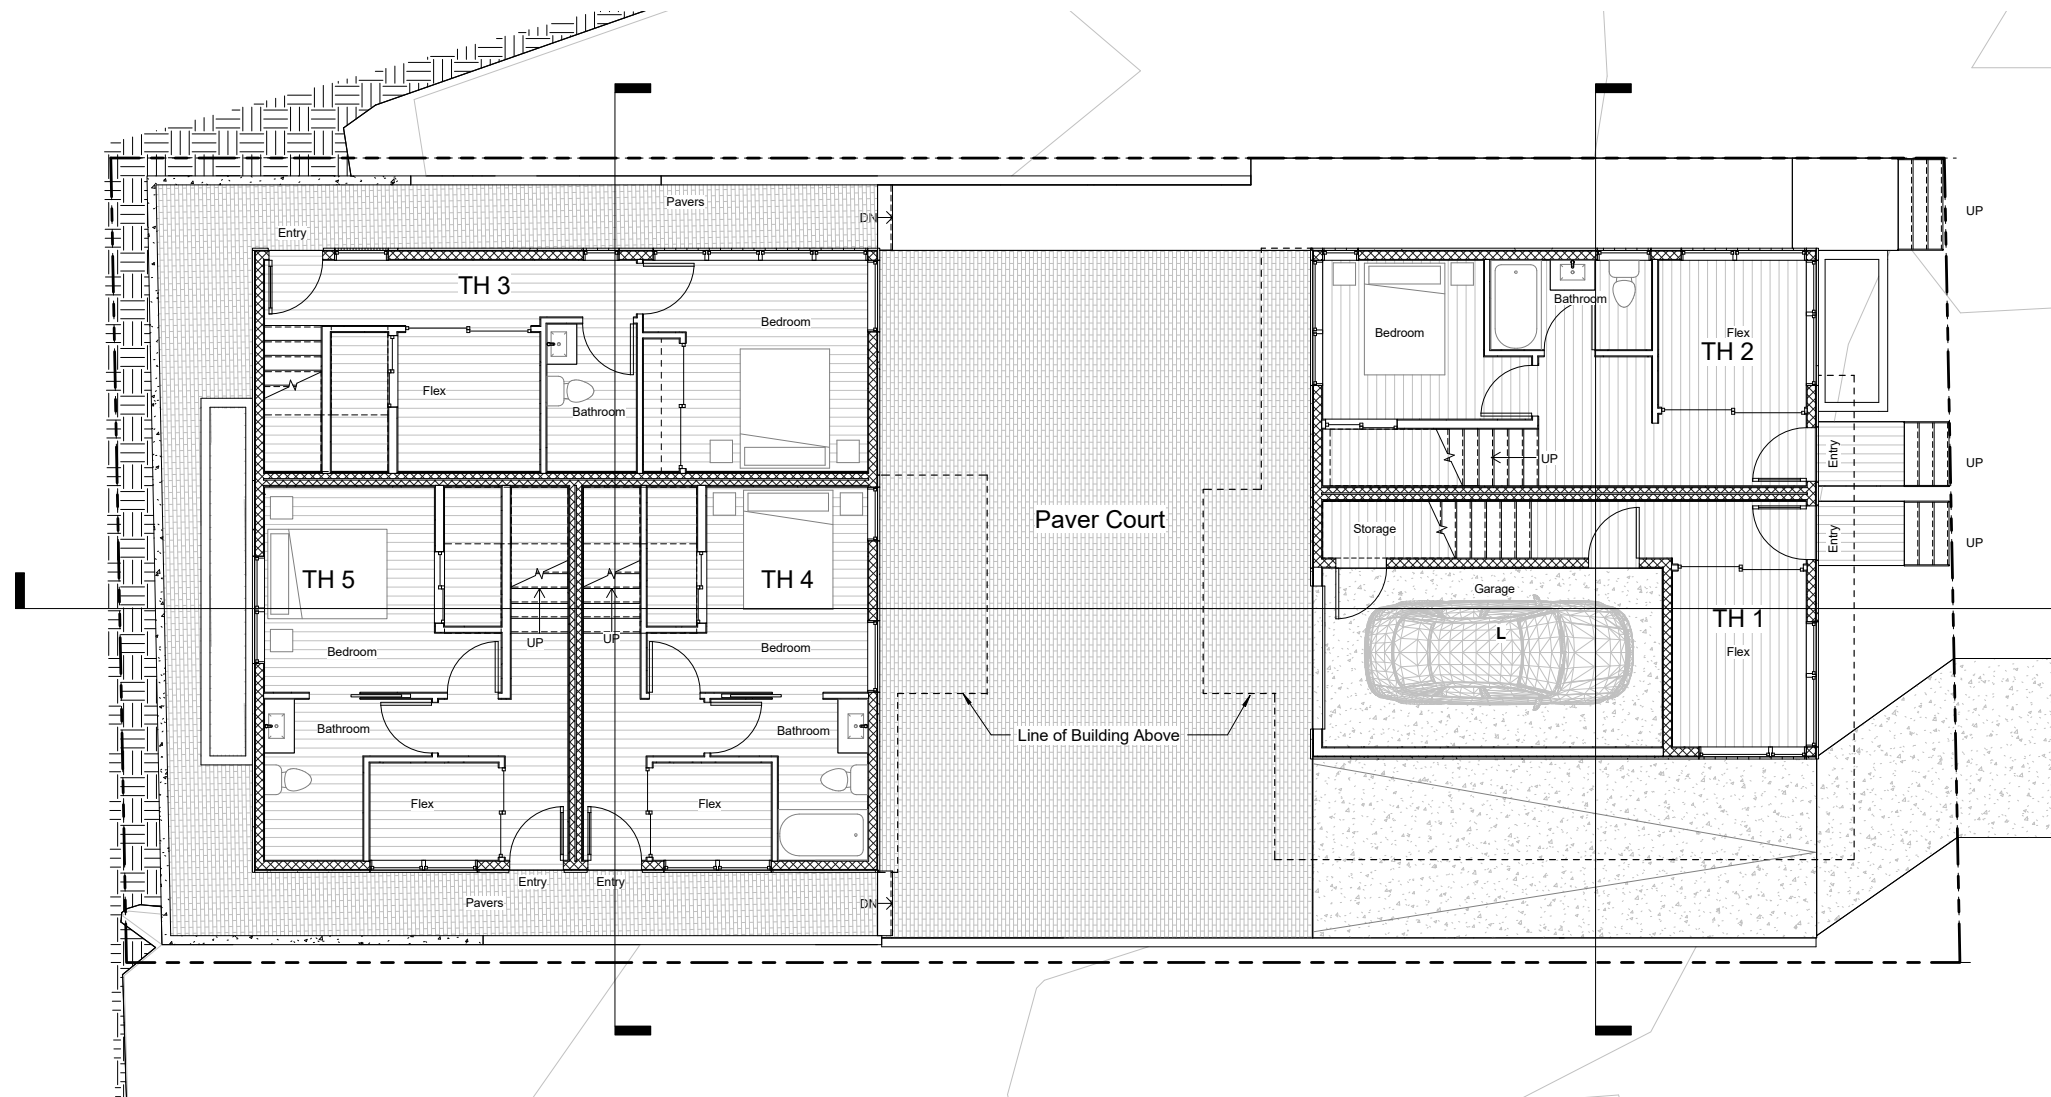 UP
Pavers
DN
Entry
TH 3
Bathroom
Bedroom
Bedroom
Flex
TH 2
Flex
Bathroom
Entry
UP
UP
Paver Court
Storage
Entry
UP
TH 5
TH 4
Garage
L
TH 1
Flex
UP
UP
Bedroom
Bedroom
Bathroom
Bathroom
Line of Building Above
Flex
Flex
Entry
Entry
Pavers
DN